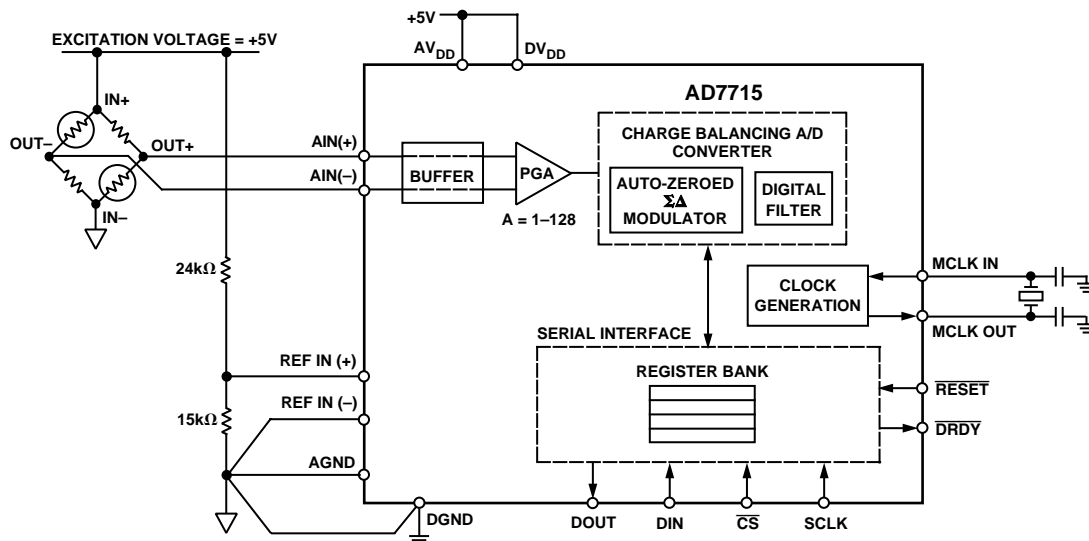 +5V
EXCITATION VOLTAGE = +5V
AVDD
DVDD
AD7715
IN+
OUT–
OUT+
IN–
AIN(+)
AIN(–)
BUFFER
PGA
A = 1–128
CHARGE BALANCING A/D
CONVERTER
AUTO-ZEROED
ΣΔ
MODULATOR
DIGITAL
FILTER
24kΩ
MCLK IN
CLOCK
GENERATION
MCLK OUT
SERIAL INTERFACE
REGISTER BANK
REF IN (+)
RESET
REF IN (–)
15kΩ
DRDY
AGND
DGND
DOUT
DIN
CS
SCLK